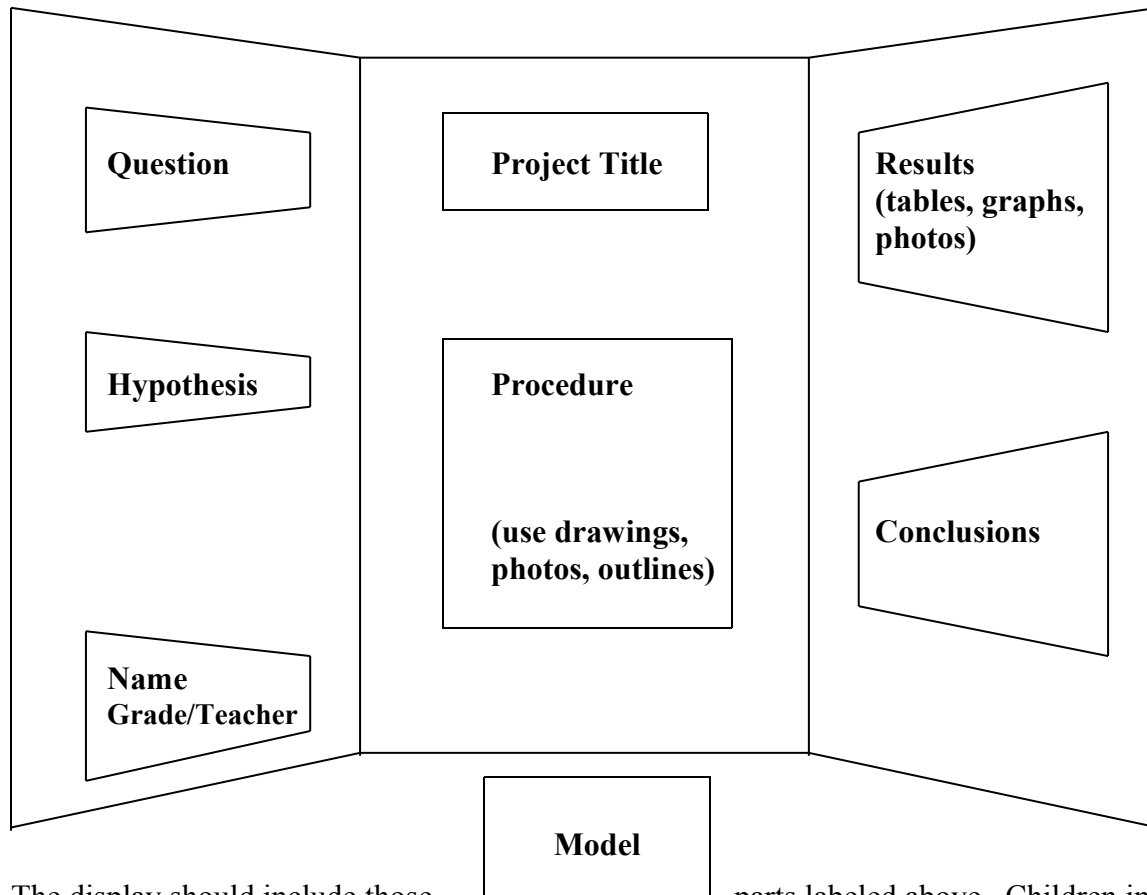 Question
Hypothesis
Name
Grade/Teacher
Project Title
Procedure
(use drawings,
photos, outlines)
Results
(tables, graphs,
photos)
Conclusions
Model
The display should include those parts labeled above. Children in